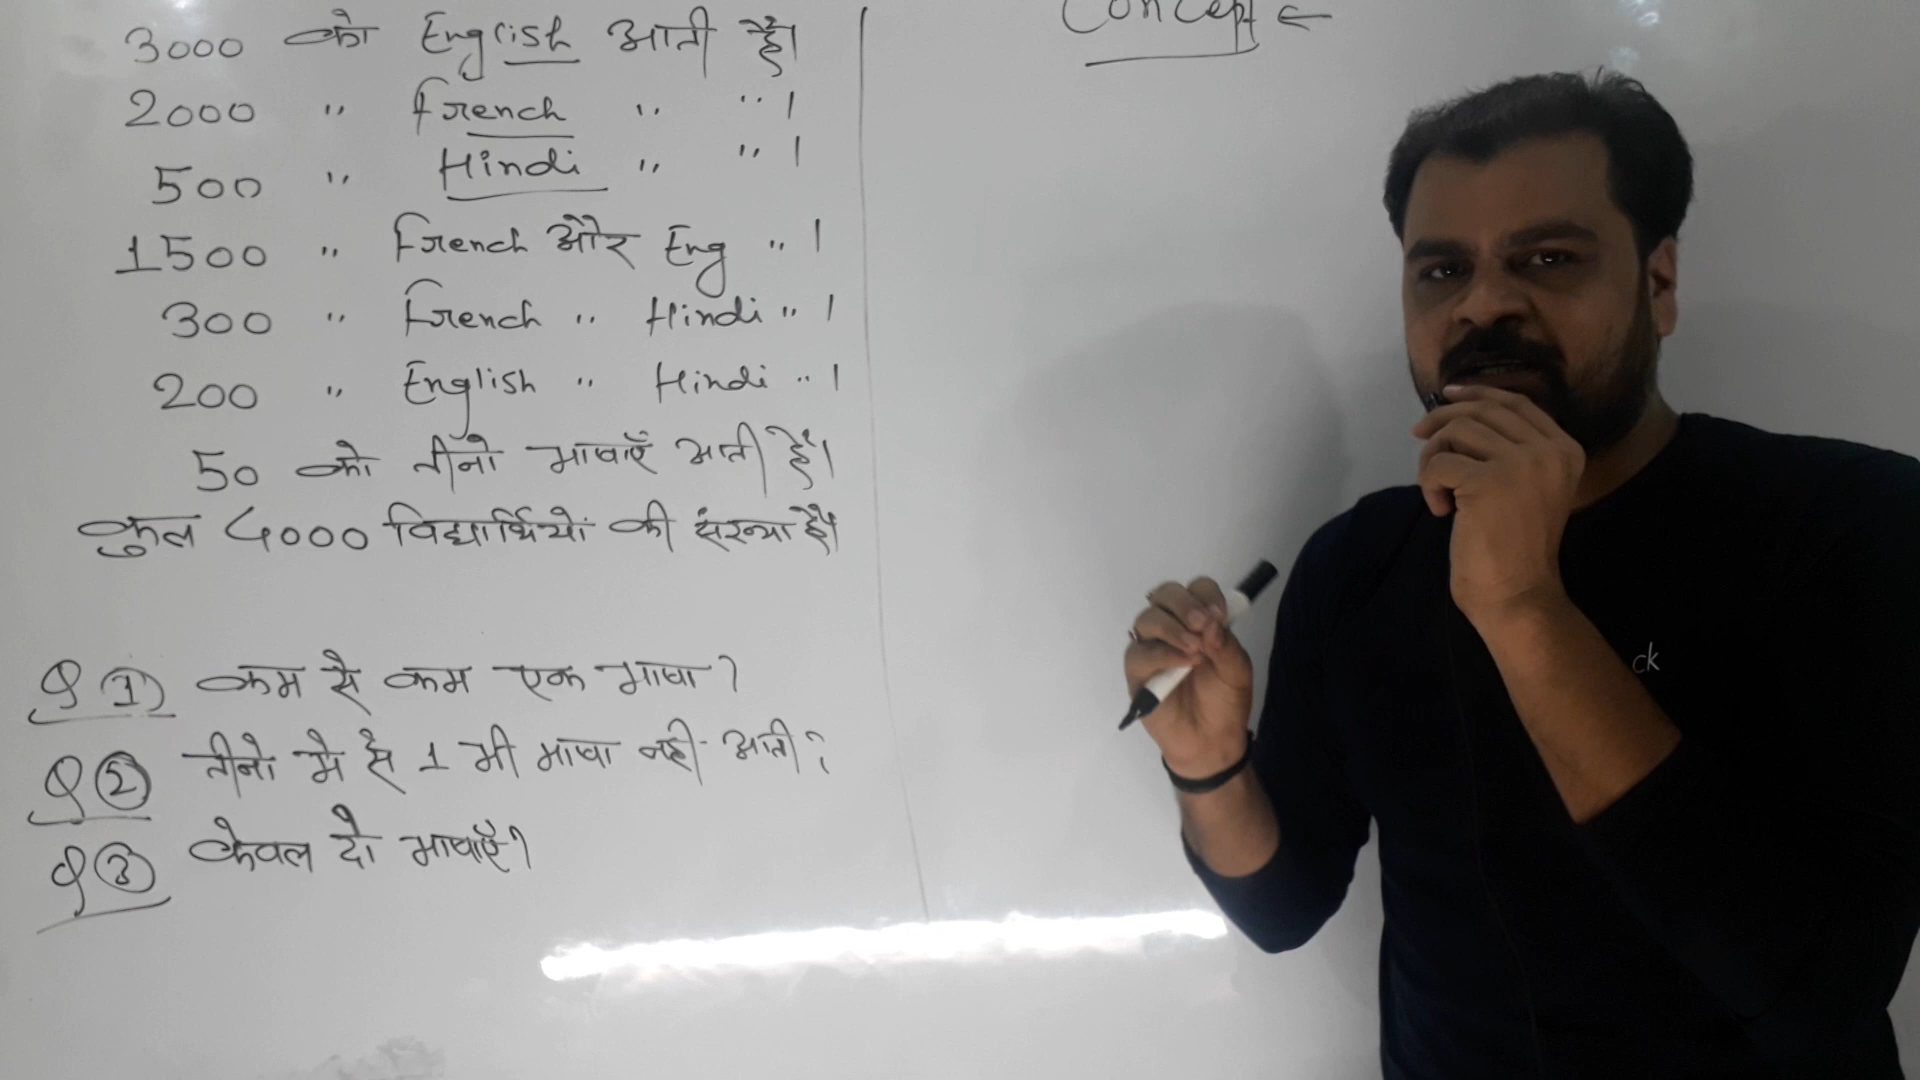 3000 को English आती है।
2000 " French " " ।
500 " Hindi " " ।
1500 " French और Eng " ।
300 " French " Hindi " ।
200 " English " Hindi " ।
50 को तीनो भाषाएँ आती हैं।
कुल 4000 विद्यार्थियों की संख्या है।
Q 1) कम से कम एक भाषा?
Q 2 तीनो मे से 1 भी भाषा नही आती?
Q 3 केवल दो भाषाएँ?
Concept ←
ck